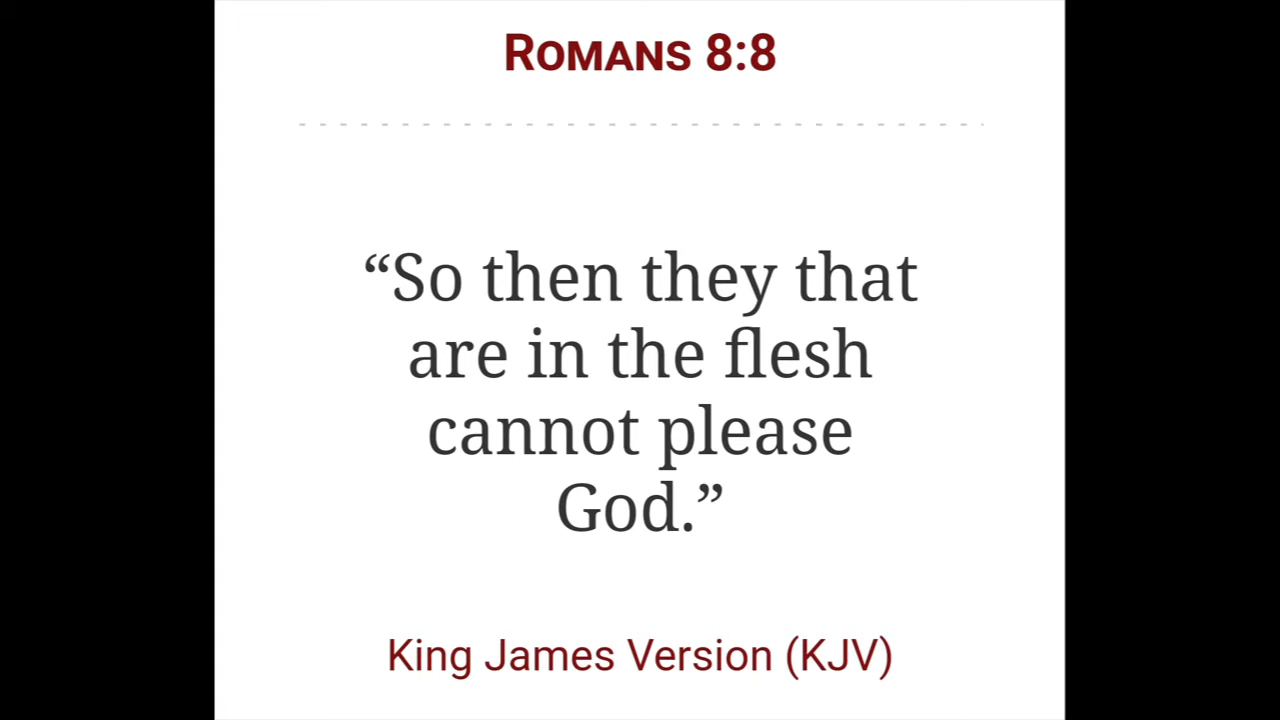 ROMANS 8:8
“So then they that
are in the flesh
cannot please
God.”
King James Version (KJV)